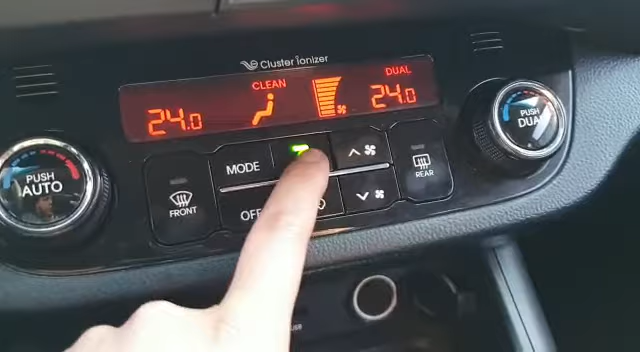 Cluster Ionizer
CLEAN
DUAL
24.0
24.0
PUSH
AUTO
PUSH
DUAL
MODE
FRONT
REAR
OFF